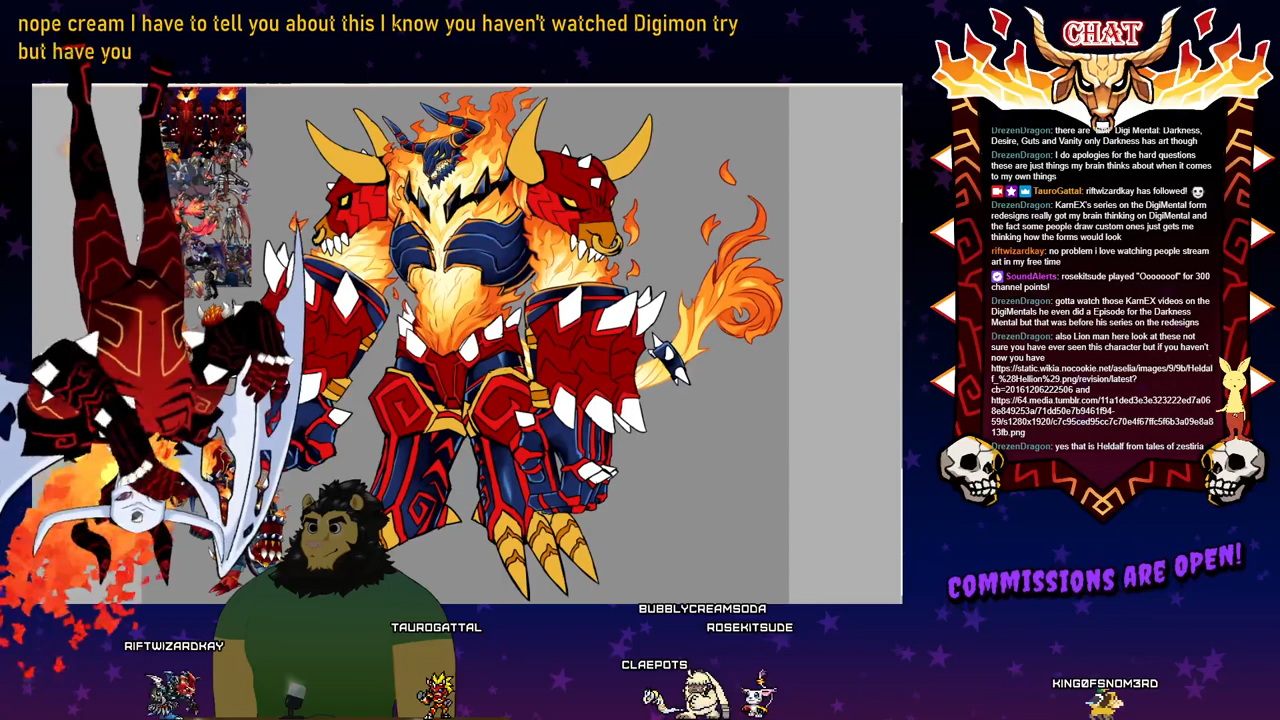 nope cream I have to tell you about this I know you haven't watched Digimon try
but have you
CHAT
DrezenDragon: there are Digi Mental: Darkness,
Desire, Guts and Vanity only Darkness has art though
DrezenDragon: I do apologies for the hard questions
these are just things my brain thinks about when it comes
to my own things
TauroGattal: riftwizardkay has followed!
DrezenDragon: KarnEX's series on the DigiMental form
redesigns really got my brain thinking on DigiMental and
the fact some people draw custom ones just gets me
thinking how the forms would look
riftwizardkay: no problem i love watching people stream
art in my free time
SoundAlerts: rosekitsude played "Ooooooof" for 300
channel points!
DrezenDragon: gotta watch those KarnEX videos on the
DigiMentals he even did a Episode for the Darkness
Mental but that was before his series on the redesigns
DrezenDragon: also Lion man here look at these not
sure you have ever seen this character but if you haven't
now you have
https://static.wikia.nocookie.net/aselia/images/9/9b/Heldal
f_%28Hellion%29.png/revision/latest?
cb=20161206222506 and
https://64.media.tumblr.com/11a1ded3e3e323222ed7a06
8e849253a/71dd50e7b9461f94-
59/s1280x1920/c7c95ced95cc7c70e4f67ffc5f6b3a09e8a8
13fb.png
DrezenDragon: yes that is Heldalf from tales of zestiria
COMMISSIONS ARE OPEN!
BUBBLYCREAMSODA
TAUROGATTAL
ROSEKITSUDE
RIFTWIZARDKAY
CLAEPOTS
KING0FSNOM3RD